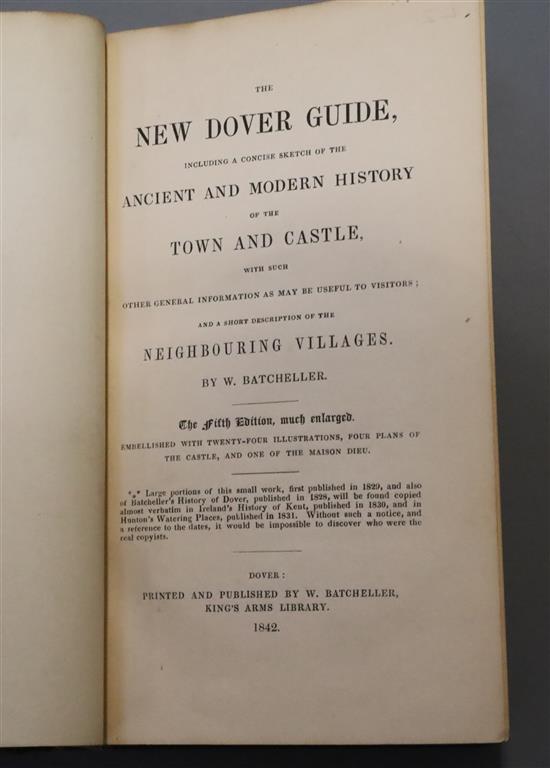 THE
NEW DOVER GUIDE,
INCLUDING A CONCISE SKETCH OF THE
ANCIENT AND MODERN HISTORY
OF THE
TOWN AND CASTLE,
WITH SUCH
OTHER GENERAL INFORMATION AS MAY BE USEFUL TO VISITORS;
AND A SHORT DESCRIPTION OF THE
NEIGHBOURING VILLAGES.
BY W. BATCHELLER.
The Fifth Edition, much enlarged.
EMBELLISHED WITH TWENTY-FOUR ILLUSTRATIONS, FOUR PLANS OF
THE CASTLE, AND ONE OF THE MAISON DIEU.
*** Large portions of this small work, first published in 1829, and also
of Batcheller's History of Dover, published in 1828, will be found copied
almost verbatim in Ireland's History of Kent, published in 1830, and in
Hunton's Watering Places, published in 1831. Without such a notice, and
a reference to the dates, it would be impossible to discover who were the
real copyists.
DOVER:
PRINTED AND PUBLISHED BY W. BATCHELLER,
KING'S ARMS LIBRARY.
1842.